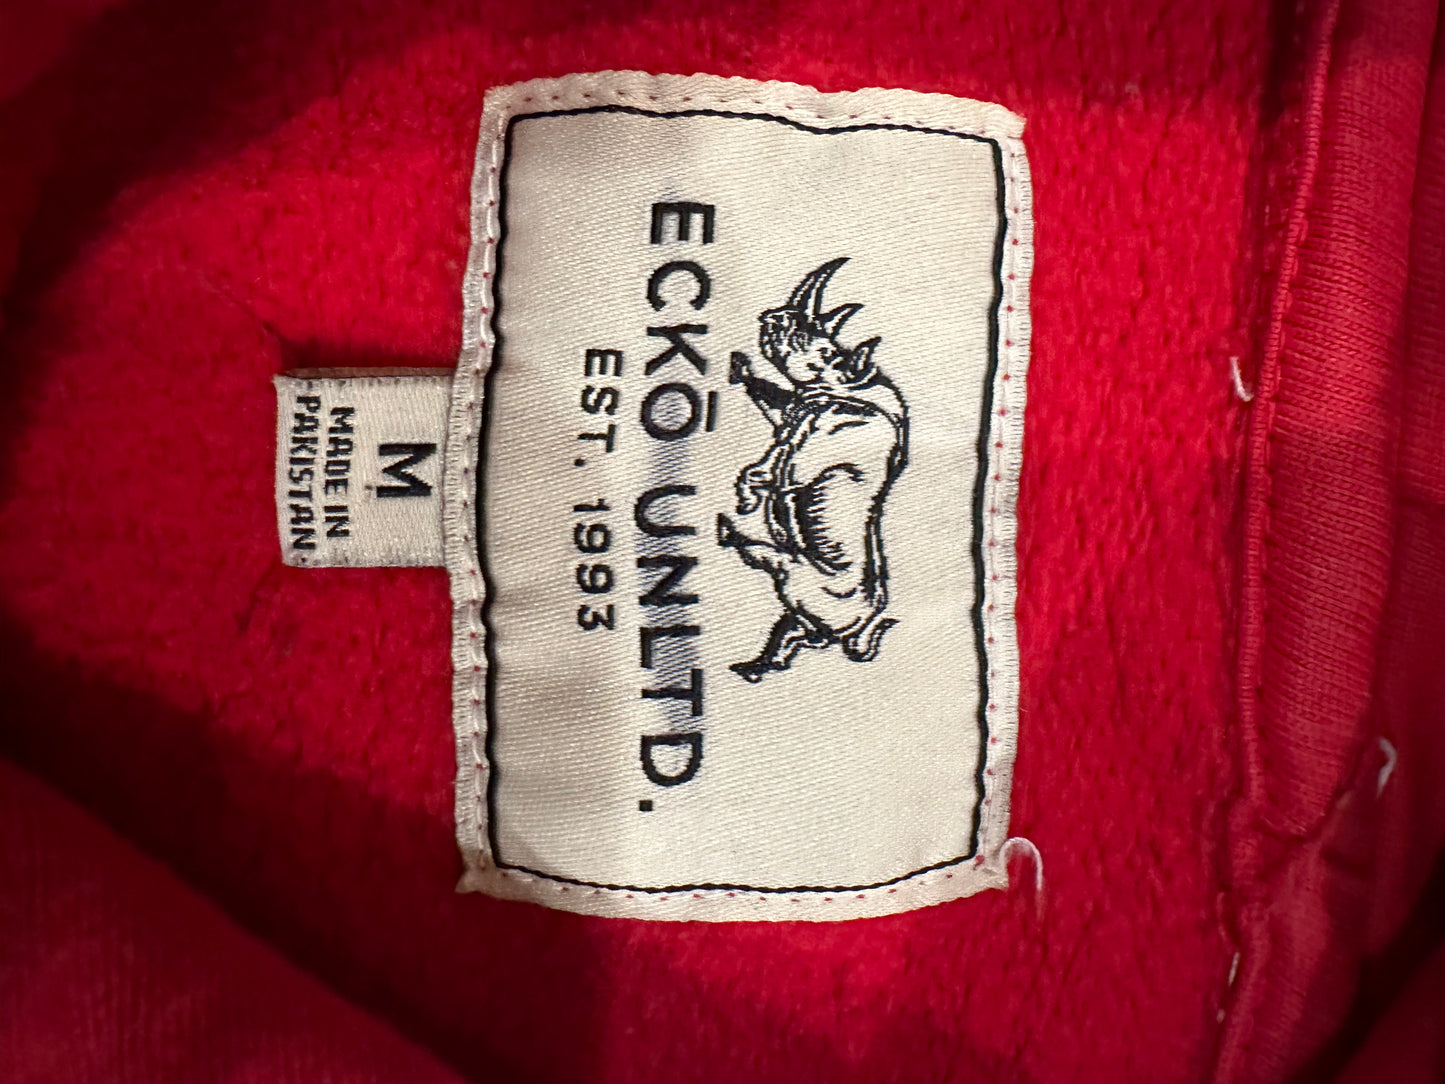 ECKŌ UNLTD.
EST. 1993
M
MADE IN
PAKISTAN